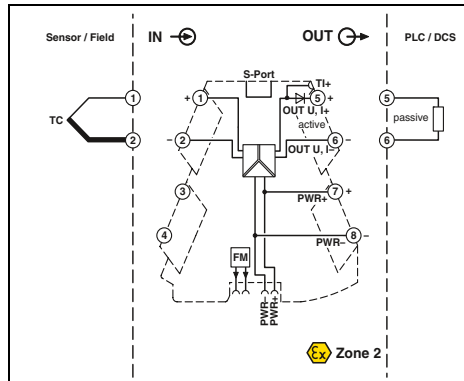 Sensor / Field
IN
OUT
PLC / DCS
S-Port
TI+
1
+
1
5
+
5
OUT U, I+
active
TC
passive
2
–
2
6
–
6
OUT U, I–
3
7
+
PWR+
4
8
–
PWR–
FM
PWR–
PWR+
Ex
Zone 2